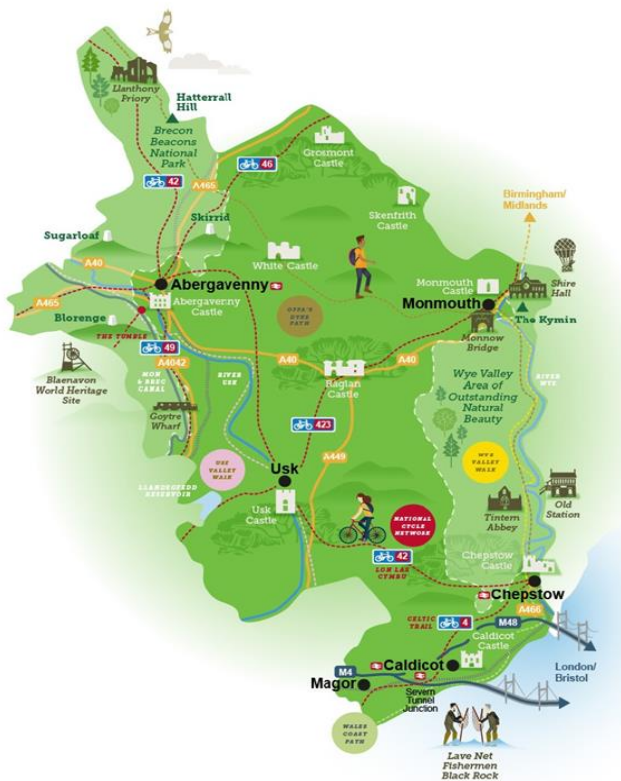 Llanthony
Priory
Hatterrall
Hill
Brecon
Beacons
National
Park
42
A465
46
Grosmont
Castle
Skirrid
Skenfrith
Castle
Birmingham/
Midlands
Sugarloaf
A40
White Castle
Monmouth
Castle
Shire
Hall
Abergavenny
Abergavenny
Castle
OFFA'S
DYKE
PATH
Monmouth
The Kymin
A465
Blorenge
THE TUMBLE
Monnow
Bridge
49
A4042
A40
A40
Raglan
Castle
Blaenavon
World Heritage
Site
MON
& BREC
CANAL
RIVER
USK
Wye Valley
Area of
Outstanding
Natural
Beauty
RIVER
WYE
Goytre
Wharf
423
A449
USK
VALLEY
WALK
WYE
VALLEY
WALK
Usk
LLANDEGFEDD
RESERVOIR
Usk
Castle
NATIONAL
CYCLE
NETWORK
Tintern
Abbey
Old
Station
42
LON LAS
CYMRU
Chepstow
Castle
Chepstow
A466
CELTIC
TRAIL
4
M48
Caldicot
Castle
Caldicot
London/
Bristol
M4
Magor
Severn
Tunnel
Junction
WALES
COAST
PATH
Lave Net
Fishermen
Black Rock